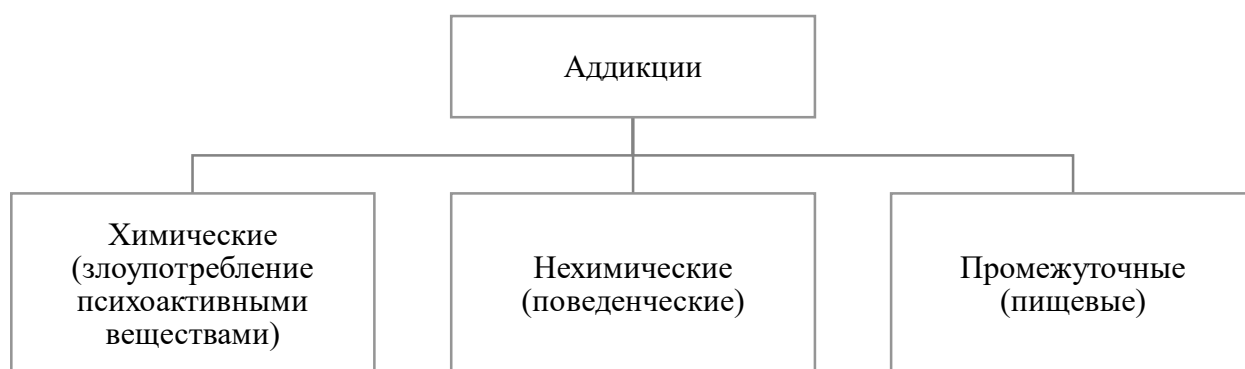 Аддикции
Химические
(злоупотребление
психоактивными
веществами)
Нехимические
(поведенческие)
Промежуточные
(пищевые)